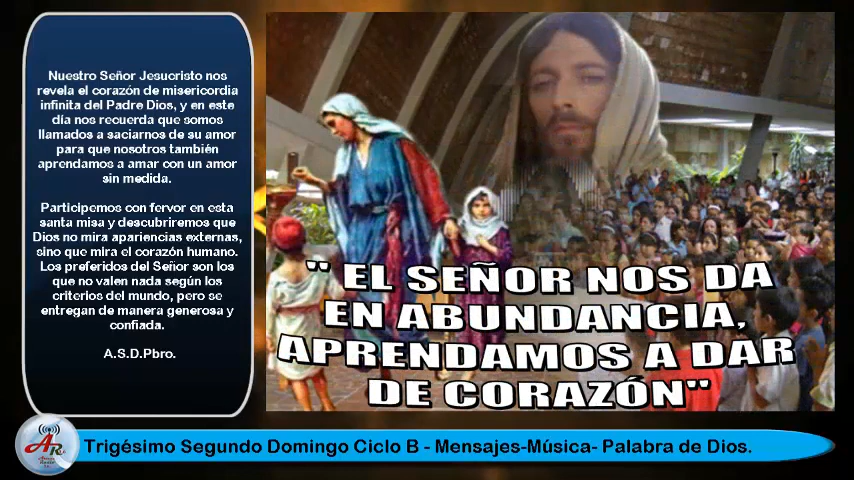 Nuestro Señor Jesucristo nos
revela el corazón de misericordia
infinita del Padre Dios, y en este
día nos recuerda que somos
llamados a saciarnos de su amor
para que nosotros también
aprendamos a amar con un amor
sin medida.
Participemos con fervor en esta
santa misa y descubriremos que
Dios no mira apariencias externas,
sino que mira el corazón humano.
Los preferidos del Señor son los
que no valen nada según los
criterios del mundo, pero se
entregan de manera generosa y
confiada.
A.S.D.Pbro.
" EL SEÑOR NOS DA
EN ABUNDANCIA,
APRENDAMOS A DAR
DE CORAZÓN"
AR
Trigésimo Segundo Domingo Ciclo B - Mensajes-Música- Palabra de Dios.